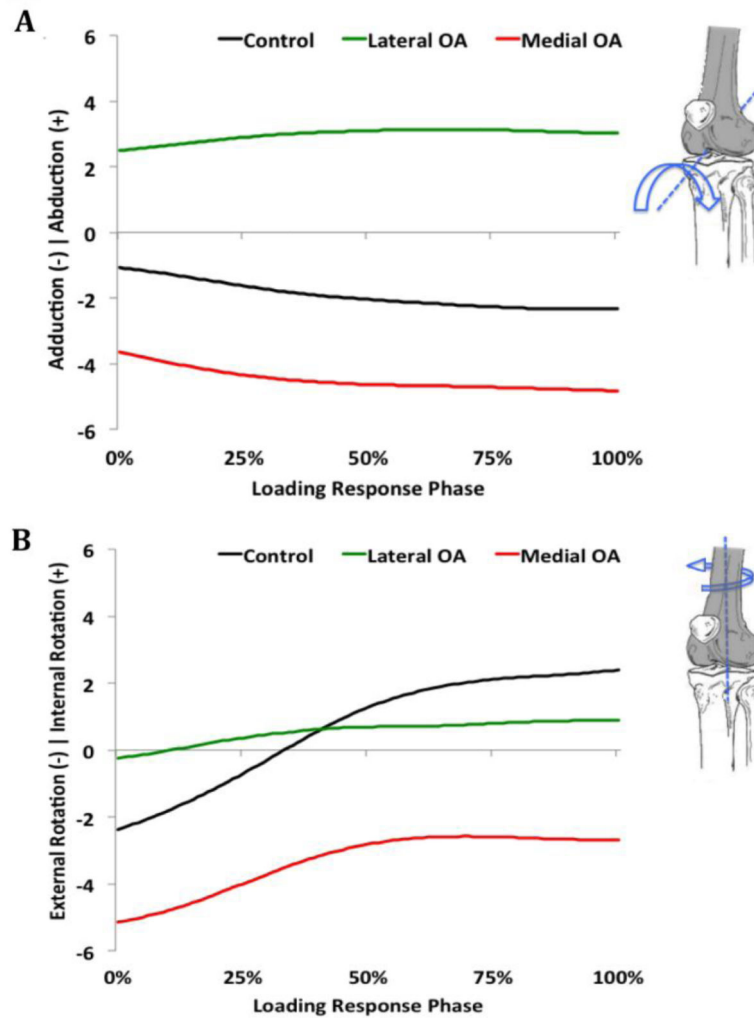 A
Control Lateral OA Medial OA
Adduction (-) | Abduction (+)
6
4
2
0
-2
-4
-6
0% 25% 50% 75% 100%
Loading Response Phase
B
Control Lateral OA Medial OA
External Rotation (-) | Internal Rotation (+)
6
4
2
0
-2
-4
-6
0% 25% 50% 75% 100%
Loading Response Phase